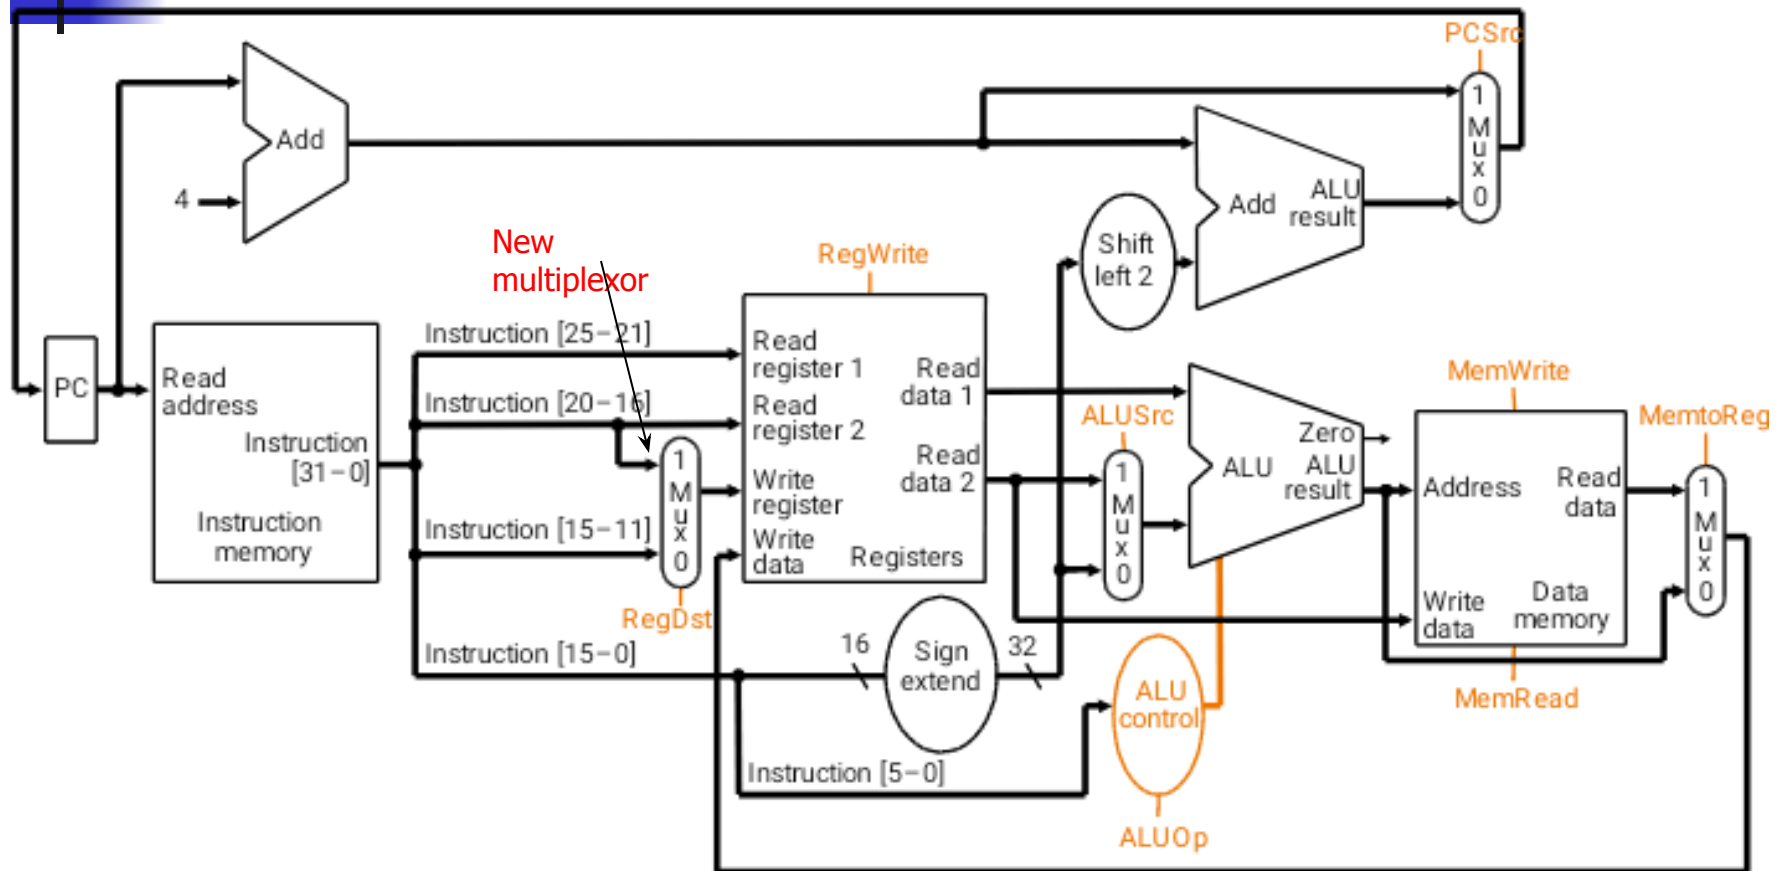 PCSrc
1
M
u
x
0
Add
4
Add
ALU
result
Shift
left 2
New
multiplexor
RegWrite
Instruction [25-21]
Read
register 1
Read
data 1
PC
Read
address
Instruction
[31-0]
Instruction
memory
Instruction [20-16]
Read
register 2
Read
data 2
1
M
u
x
0
RegDst
Write
register
Instruction [15-11]
Write
data
Registers
ALUSrc
1
M
u
x
0
Zero
ALU
ALU
result
MemWrite
Address
Read
data
Write
data
Data
memory
MemRead
MemtoReg
1
M
u
x
0
Instruction [15-0]
16
Sign
extend
32
ALU
control
Instruction [5-0]
ALUOp